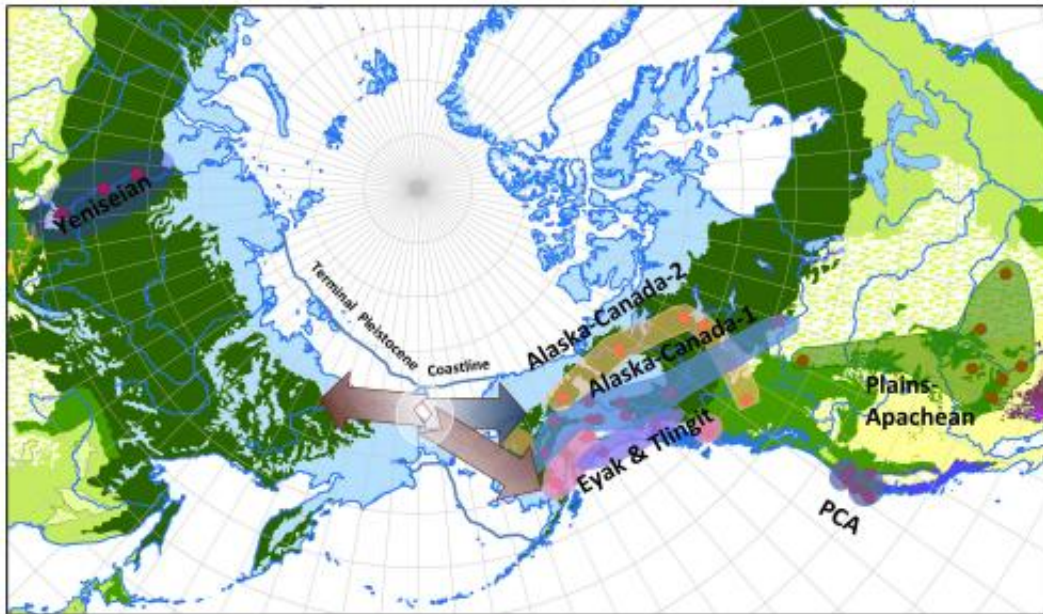 Yeniseian
Terminal Pleistocene
Coastline
Alaska-Canada-2
Alaska-Canada-1
Eyak & Tlingit
Plains-
Apachean
PCA